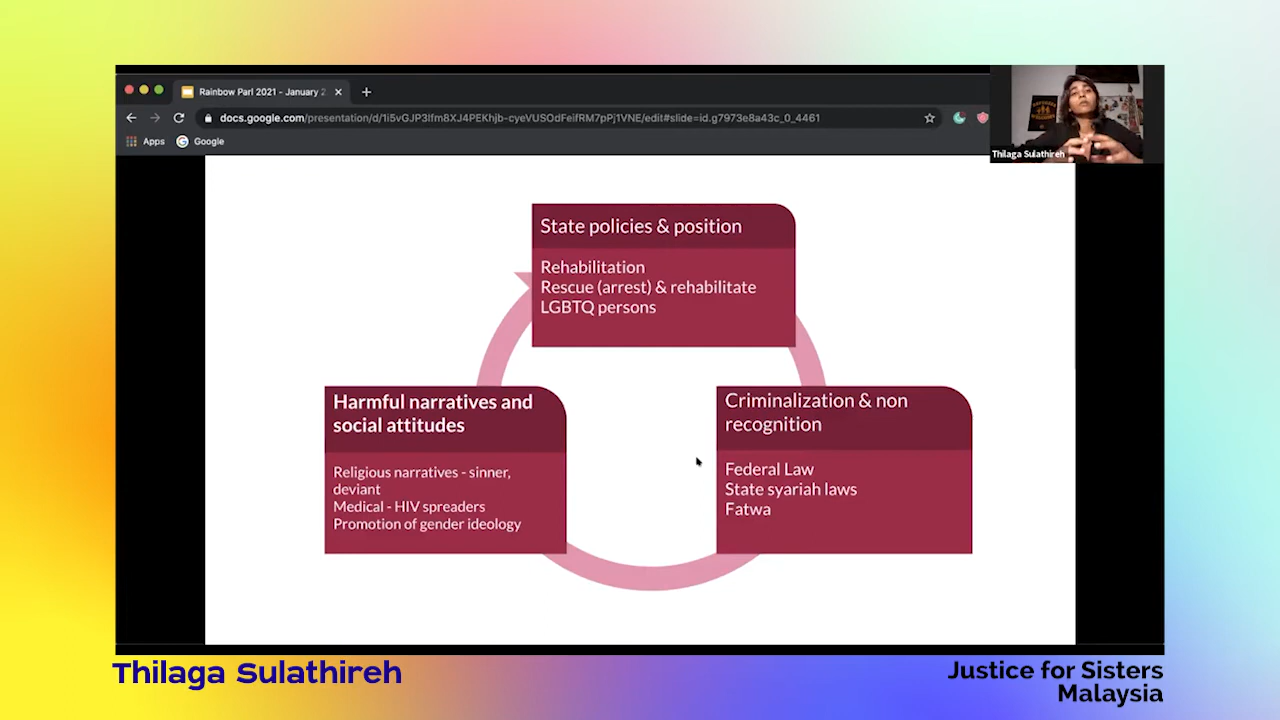 Rainbow Parl 2021 - January 2
docs.google.com/presentation/d/1i5vGJP3lfm8XJ4PEKhjb-cyeVUSOdFeifRM7pPj1VNE/edit#slide=id.g7973e8a43c_0_4461
Apps
Google
Thilaga Sulathireh
State policies & position
Rehabilitation
Rescue (arrest) & rehabilitate
LGBTQ persons
Harmful narratives and
social attitudes
Religious narratives - sinner,
deviant
Medical - HIV spreaders
Promotion of gender ideology
Criminalization & non
recognition
Federal Law
State syariah laws
Fatwa
Thilaga Sulathireh
Justice for Sisters
Malaysia